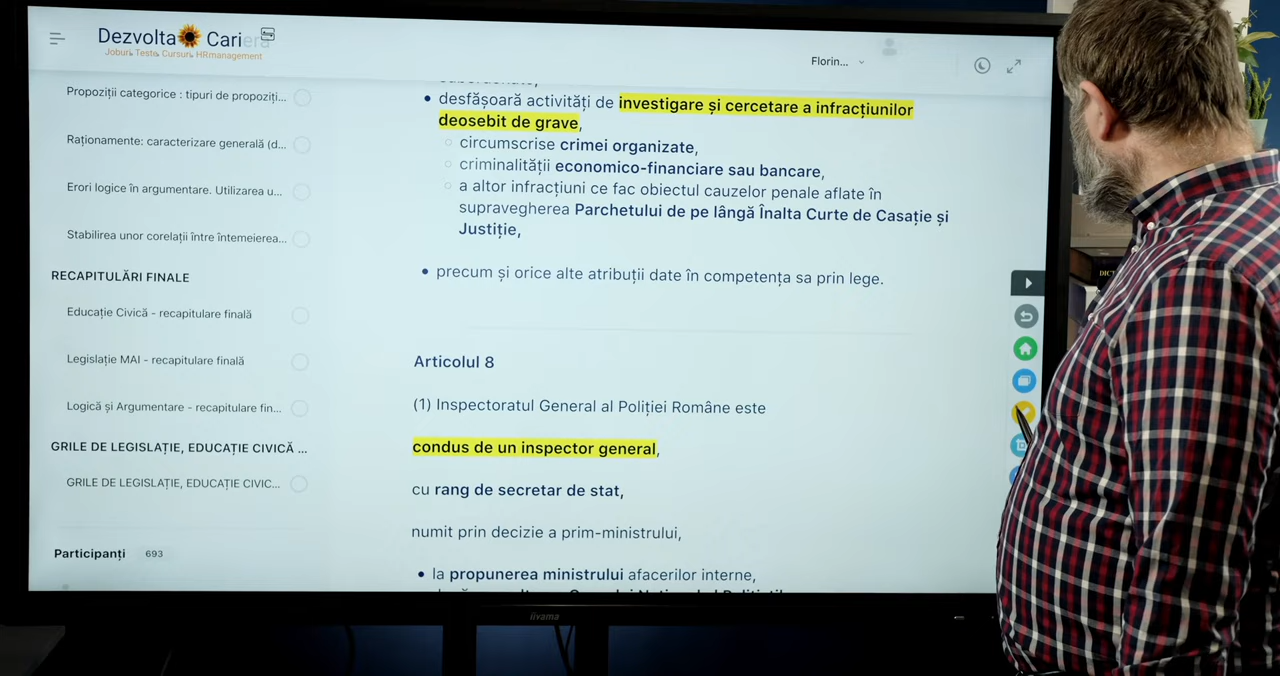 Dezvoltă Cariera
Joburi, Teste, Cursuri, HRmanagement
Florin...
Propoziții categorice : tipuri de propoziți...
Raționamente: caracterizare generală (d...
Erori logice în argumentare. Utilizarea u...
Stabilirea unor corelații între întemeierea...
RECAPITULĂRI FINALE
Educație Civică - recapitulare finală
Legislație MAI - recapitulare finală
Logică și Argumentare - recapitulare fin...
GRILE DE LEGISLAȚIE, EDUCAȚIE CIVICĂ ...
GRILE DE LEGISLAȚIE, EDUCAȚIE CIVIC...
Participanți 693
• desfășoară activități de investigare și cercetare a infracțiunilor
deosebit de grave,
circumscrise crimei organizate,
criminalității economico-financiare sau bancare,
a altor infracțiuni ce fac obiectul cauzelor penale aflate în
supravegherea Parchetului de pe lângă Înalta Curte de Casație și
Justiție,
• precum și orice alte atribuții date în competența sa prin lege.
Articolul 8
(1) Inspectoratul General al Poliției Române este
condus de un inspector general,
cu rang de secretar de stat,
numit prin decizie a prim-ministrului,
• la propunerea ministrului afacerilor interne,
iiyama